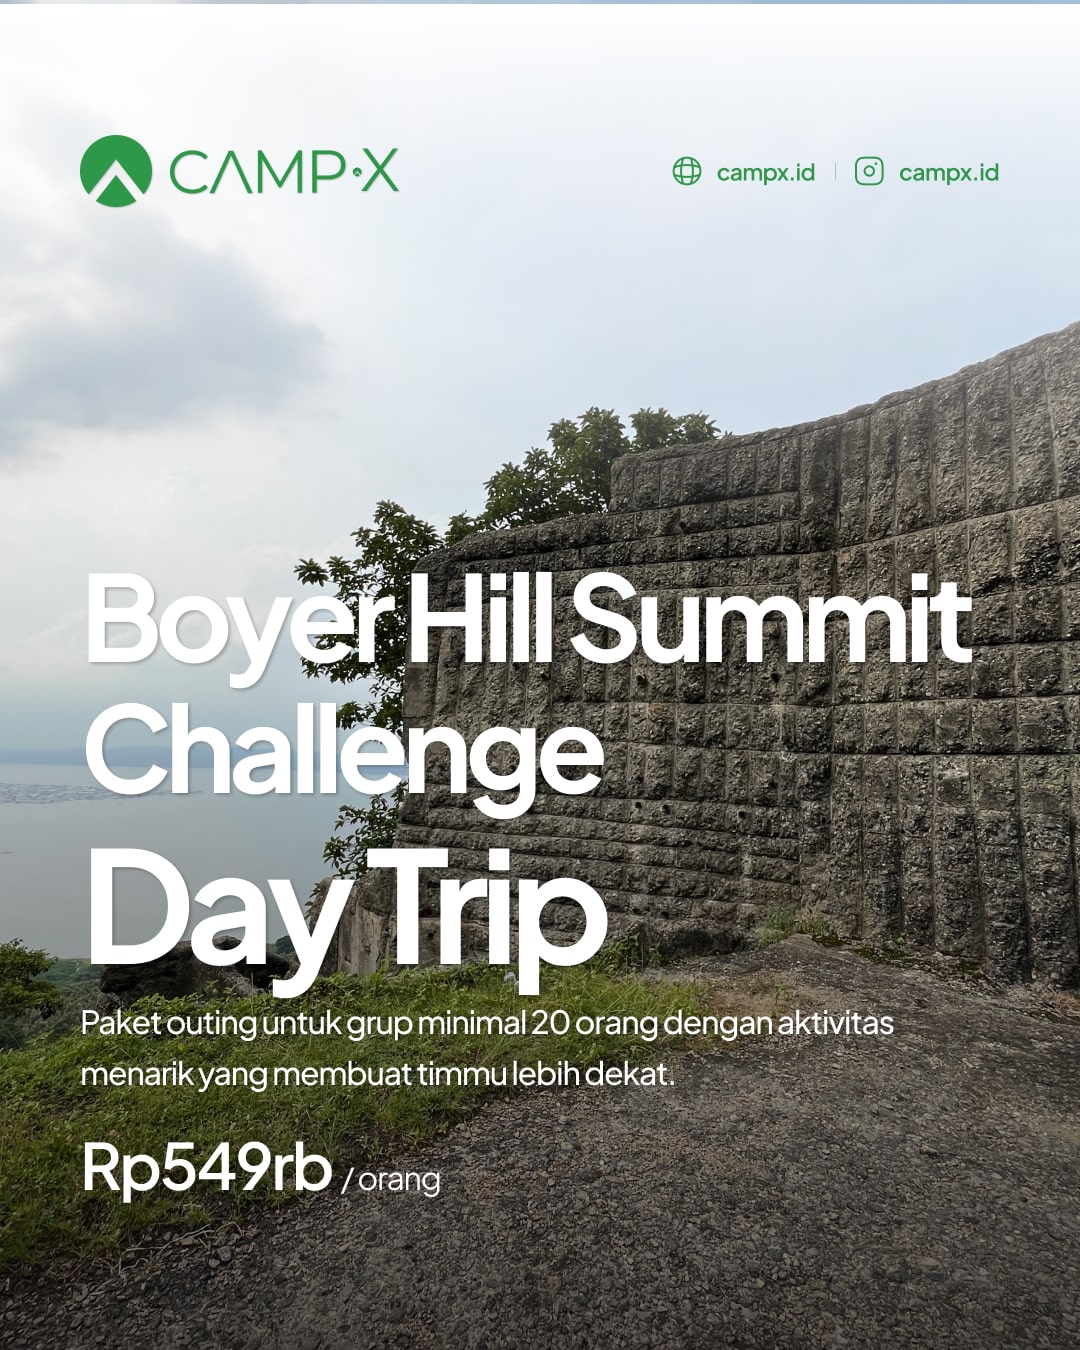 CAMP·X
campx.id | campx.id
Boyer Hill Summit
Challenge
Day Trip
Paket outing untuk grup minimal 20 orang dengan aktivitas
menarik yang membuat timmu lebih dekat.
Rp549rb / orang